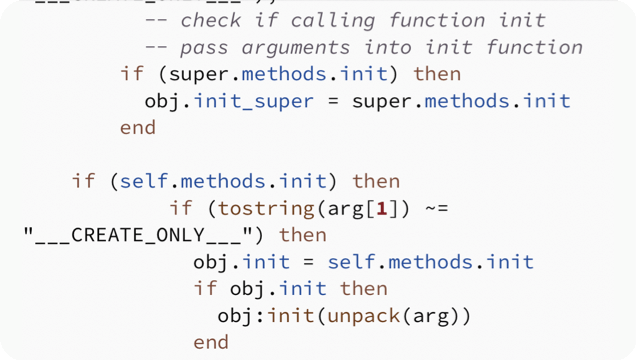 "___CREATE_ONLY___");
-- check if calling function init
-- pass arguments into init function
if (super.methods.init) then
obj.init_super = super.methods.init
end
if (self.methods.init) then
if (tostring(arg[1]) ~=
"___CREATE_ONLY___") then
obj.init = self.methods.init
if obj.init then
obj:init(unpack(arg))
end